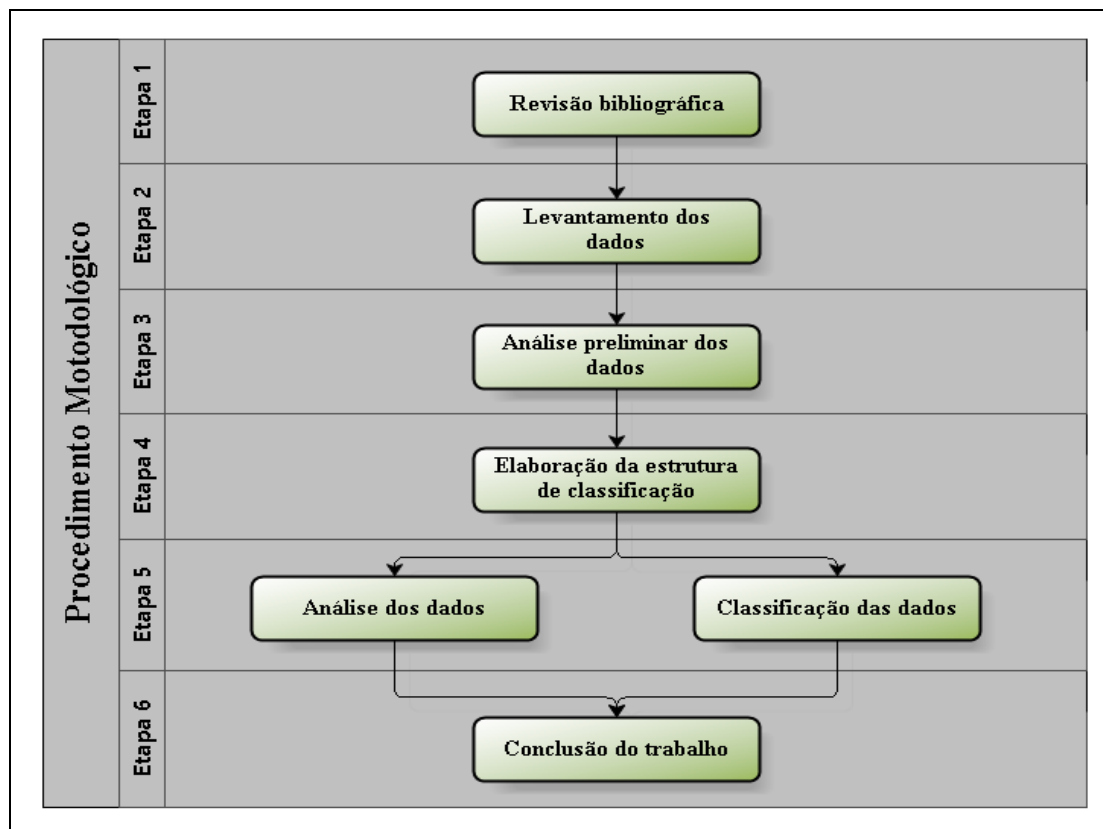 Procedimento Motodológico
Etapa 1
Revisão bibliográfica
Etapa 2
Levantamento dos
dados
Etapa 3
Análise preliminar dos
dados
Etapa 4
Elaboração da estrutura
de classificação
Etapa 5
Análise dos dados
Classificação das dados
Etapa 6
Conclusão do trabalho